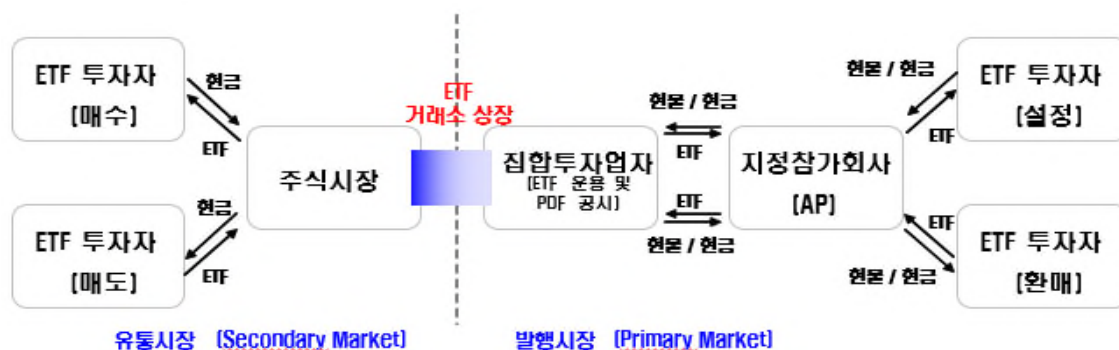 ETF 투자자
[매수]
현금
ETF
ETF 투자자
[매도]
현금
ETF
주식시장
ETF
거래소 상장
집합투자업자
[ETF 운용 및
PDF 공시]
현물 / 현금
ETF
ETF
현물 / 현금
지정참가회사
[AP]
현물 / 현금
ETF
ETF 투자자
[설정]
ETF
현물 / 현금
ETF 투자자
[환매]
유통시장 [Secondary Market]
발행시장 [Primary Market]